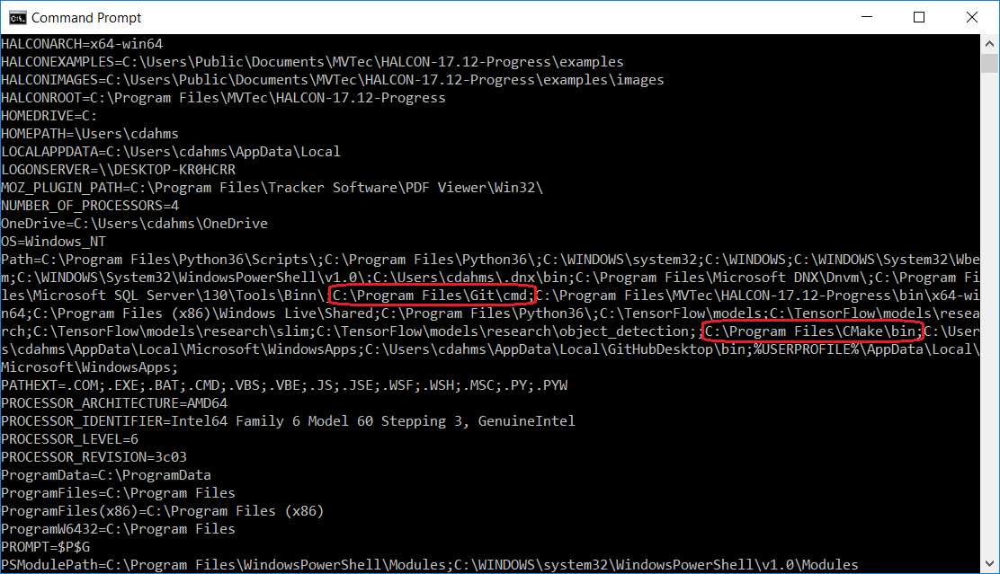 Command Prompt
HALCONARCH=x64-win64
HALCONEXAMPLES=C:\Users\Public\Documents\MVTec\HALCON-17.12-Progress\examples
HALCONIMAGES=C:\Users\Public\Documents\MVTec\HALCON-17.12-Progress\examples\images
HALCONROOT=C:\Program Files\MVTec\HALCON-17.12-Progress
HOMEDRIVE=C:
HOMEPATH=\Users\cdahms
LOCALAPPDATA=C:\Users\cdahms\AppData\Local
LOGONSERVER=\\DESKTOP-KR0HCRR
MOZ_PLUGIN_PATH=C:\Program Files\Tracker Software\PDF Viewer\Win32\
NUMBER_OF_PROCESSORS=4
OneDrive=C:\Users\cdahms\OneDrive
OS=Windows_NT
Path=C:\Program Files\Python36\Scripts\;C:\Program Files\Python36\;C:\WINDOWS\system32;C:\WINDOWS;C:\WINDOWS\System32\Wbe
m;C:\WINDOWS\System32\WindowsPowerShell\v1.0\;C:\Users\cdahms\.dnx\bin;C:\Program Files\Microsoft DNX\Dnvm\;C:\Program Fi
les\Microsoft SQL Server\130\Tools\Binn\;C:\Program Files\Git\cmd;C:\Program Files\MVTec\HALCON-17.12-Progress\bin\x64-wi
n64;C:\Program Files (x86)\Windows Live\Shared;C:\Program Files\Python36\;C:\TensorFlow\models;C:\TensorFlow\models\resea
rch;C:\TensorFlow\models\research\slim;C:\TensorFlow\models\research\object_detection;;C:\Program Files\CMake\bin;C:\User
s\cdahms\AppData\Local\Microsoft\WindowsApps;C:\Users\cdahms\AppData\Local\GitHubDesktop\bin;%USERPROFILE%\AppData\Local\
Microsoft\WindowsApps;
PATHEXT=.COM;.EXE;.BAT;.CMD;.VBS;.VBE;.JS;.JSE;.WSF;.WSH;.MSC;.PY;.PYW
PROCESSOR_ARCHITECTURE=AMD64
PROCESSOR_IDENTIFIER=Intel64 Family 6 Model 60 Stepping 3, GenuineIntel
PROCESSOR_LEVEL=6
PROCESSOR_REVISION=3c03
ProgramData=C:\ProgramData
ProgramFiles=C:\Program Files
ProgramFiles(x86)=C:\Program Files (x86)
ProgramW6432=C:\Program Files
PROMPT=$P$G
PSModulePath=C:\Program Files\WindowsPowerShell\Modules;C:\WINDOWS\system32\WindowsPowerShell\v1.0\Modules